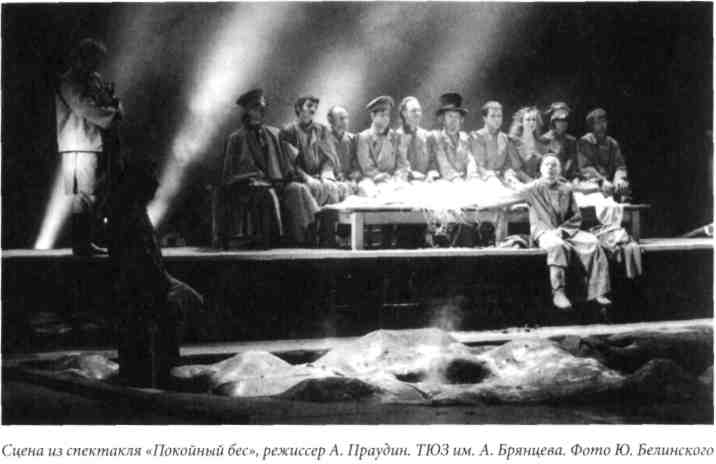 Сцена из спектакля «Покойный бес», режиссер А. Праудин. ТЮЗ им. А. Брянцева. Фото Ю. Белинского